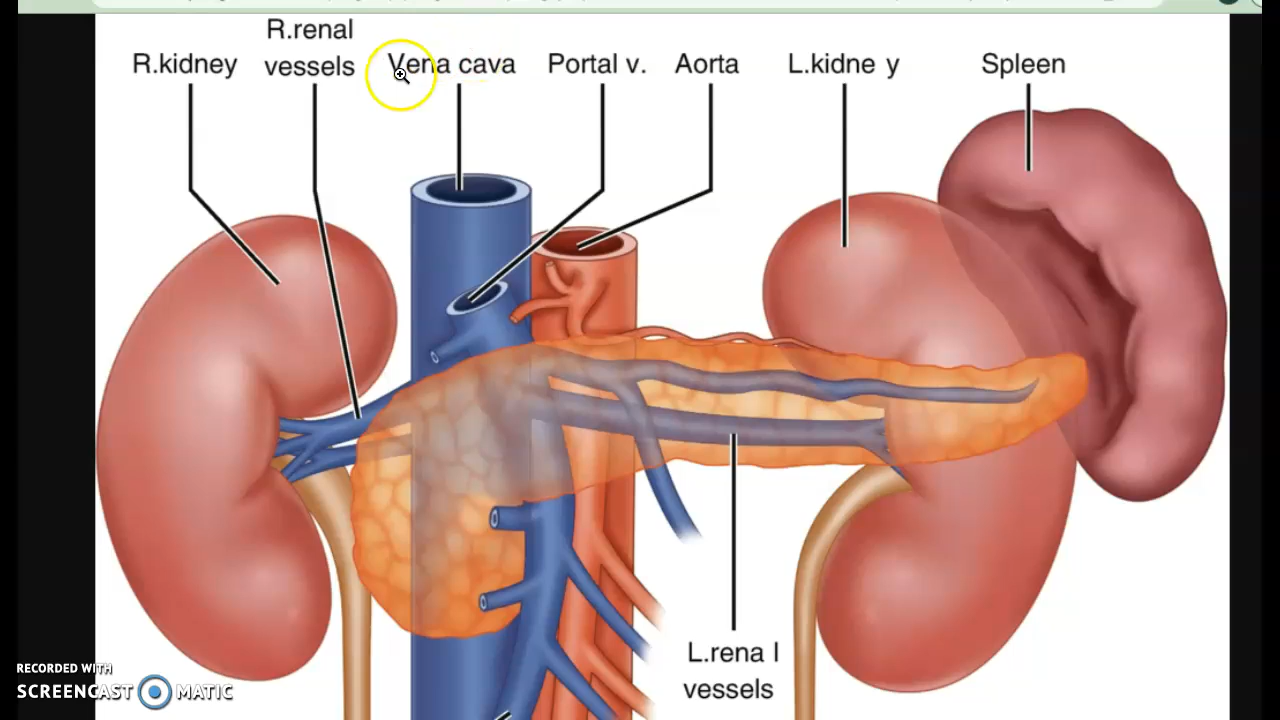 R.renal
R.kidney vessels Vena cava Portal v. Aorta L.kidne y Spleen
L.rena l
vessels
RECORDED WITH
SCREENCAST MATIC